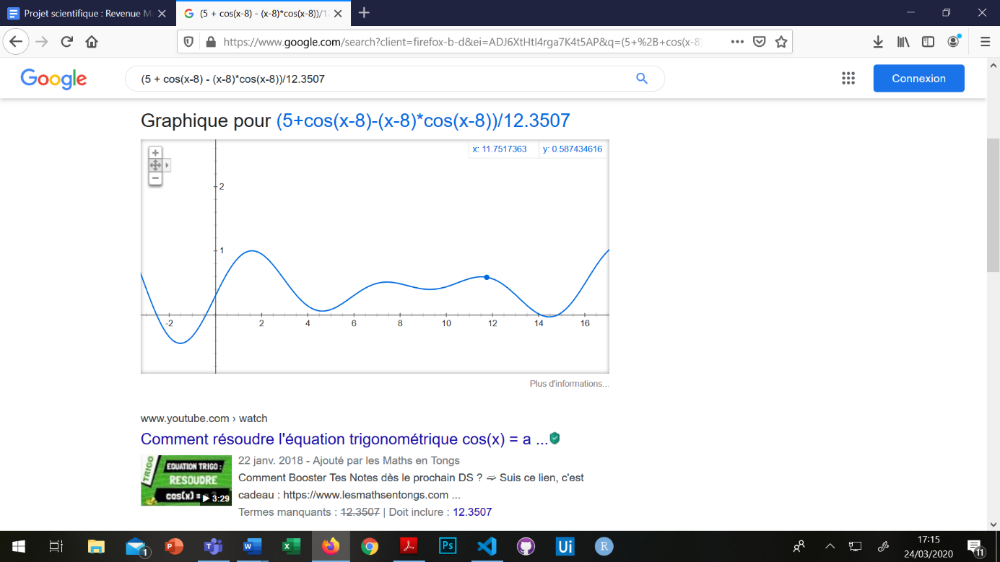 Projet scientifique : Revenue M
(5 + cos(x-8) - (x-8)*cos(x-8))/1
https://www.google.com/search?client=firefox-b-d&ei=ADJ6XtHtI4rga7K4t5AP&q=(5+%2B+cos(x-8)
Google
(5 + cos(x-8) - (x-8)*cos(x-8))/12.3507
Connexion
Graphique pour (5+cos(x-8)-(x-8)*cos(x-8))/12.3507
x: 11.7517363 y: 0.587434616
2
1
-2 2 4 6 8 10 12 14 16
Plus d'informations...
www.youtube.com › watch
Comment résoudre l'équation trigonométrique cos(x) = a ...
TRIGO
EQUATION TRIGO :
RESOUDRE
cos(x) =
3:29
22 janv. 2018 - Ajouté par les Maths en Tongs
Comment Booster Tes Notes dès le prochain DS ? ➫ Suis ce lien, c'est
cadeau : https://www.lesmathsentongs.com ...
Termes manquants : 12.3507 | Doit inclure : 12.3507
1
Ps
Ui
R
17:15
24/03/2020
11